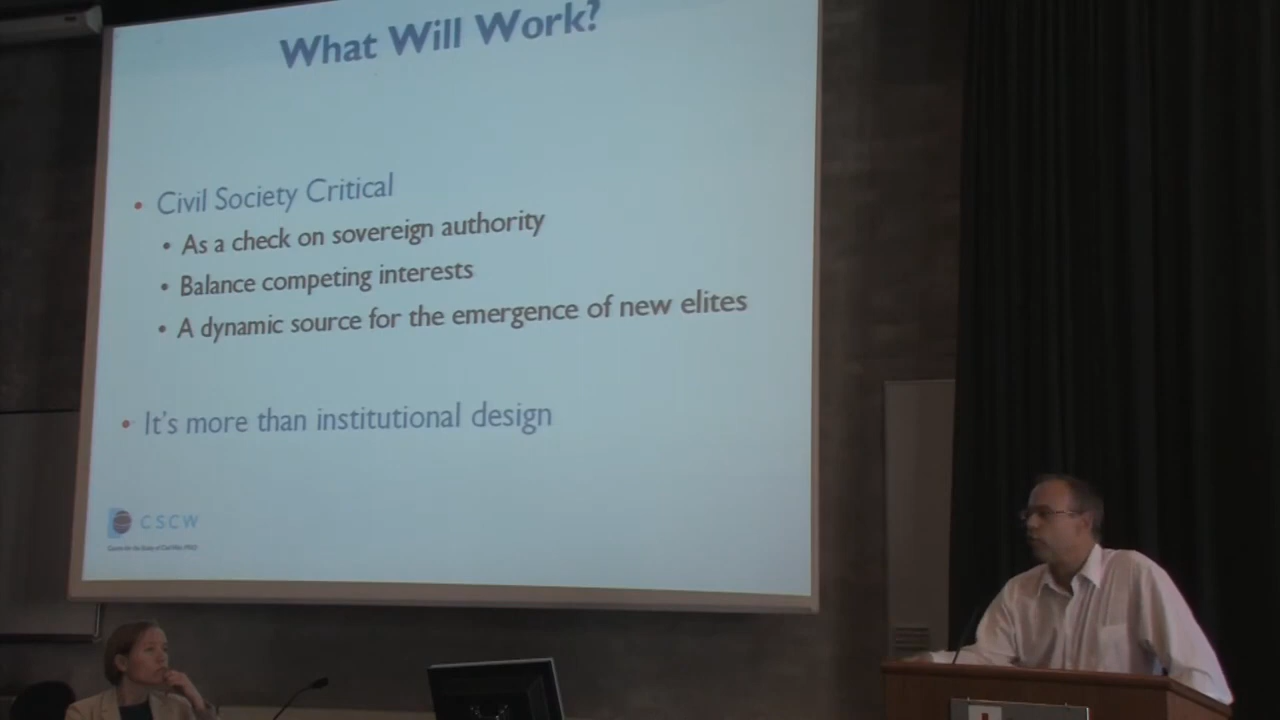 What Will Work?
• Civil Society Critical
• As a check on sovereign authority
• Balance competing interests
• A dynamic source for the emergence of new elites
• It's more than institutional design
CSCW